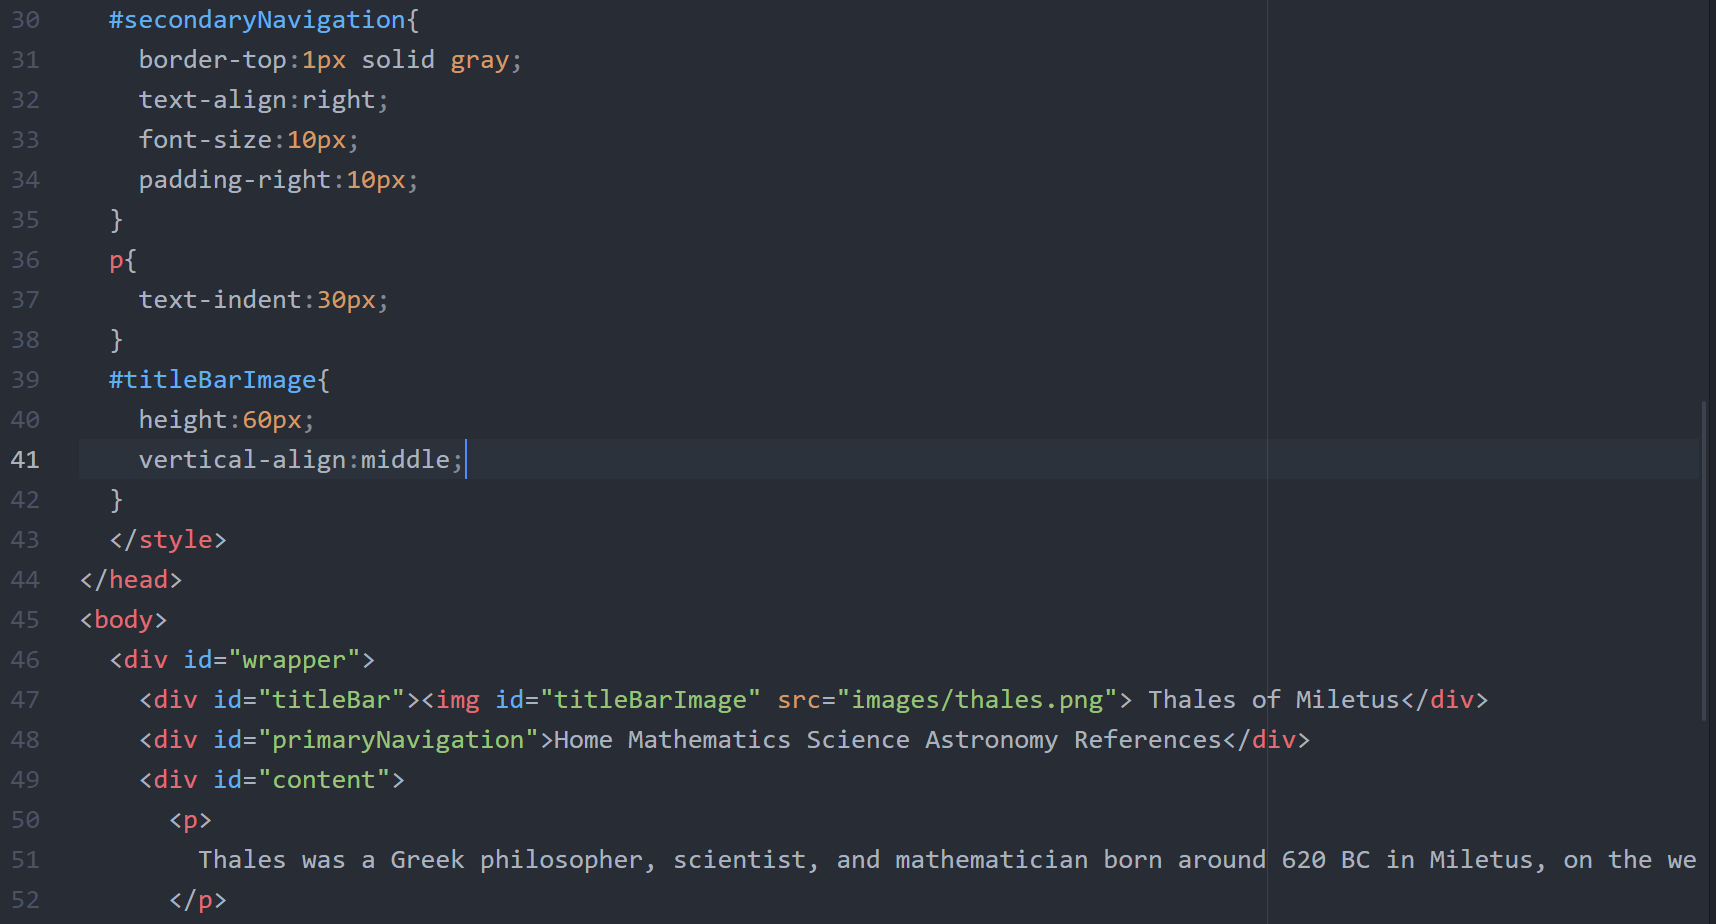 30 #secondaryNavigation{
31 border-top:1px solid gray;
32 text-align:right;
33 font-size:10px;
34 padding-right:10px;
35 }
36 p{
37 text-indent:30px;
38 }
39 #titleBarImage{
40 height:60px;
41 vertical-align:middle;
42 }
43 </style>
44 </head>
45 <body>
46 <div id="wrapper">
47 <div id="titleBar"><img id="titleBarImage" src="images/thales.png"> Thales of Miletus</div>
48 <div id="primaryNavigation">Home Mathematics Science Astronomy References</div>
49 <div id="content">
50 <p>
51 Thales was a Greek philosopher, scientist, and mathematician born around 620 BC in Miletus, on the we
52 </p>